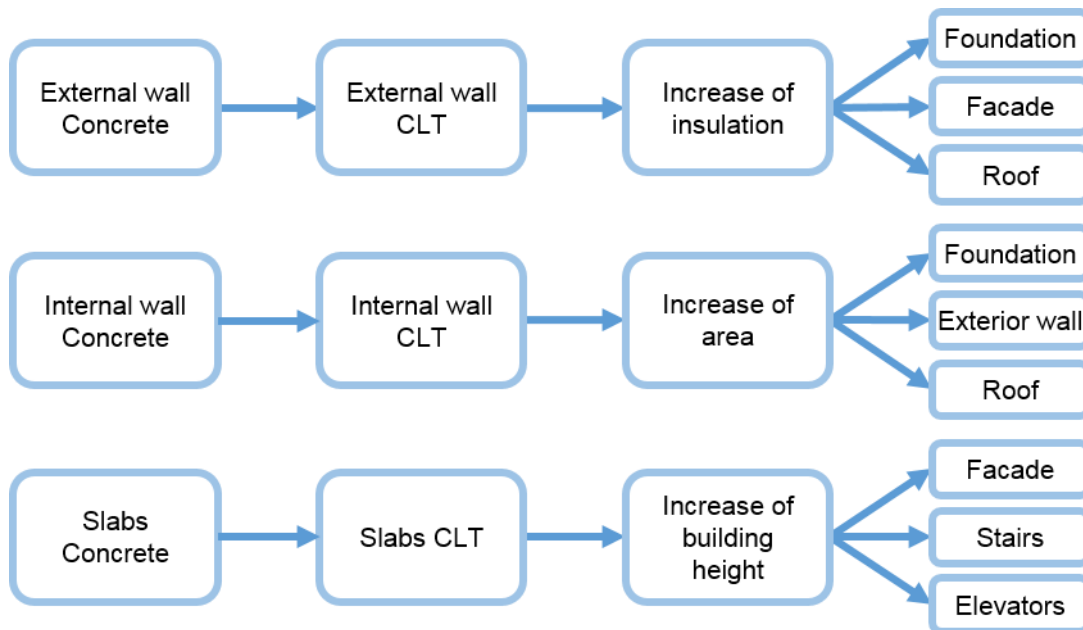 External wall
Concrete
External wall
CLT
Increase of
insulation
Foundation
Facade
Roof
Internal wall
Concrete
Internal wall
CLT
Increase of
area
Foundation
Exterior wall
Roof
Slabs
Concrete
Slabs CLT
Increase of
building
height
Facade
Stairs
Elevators